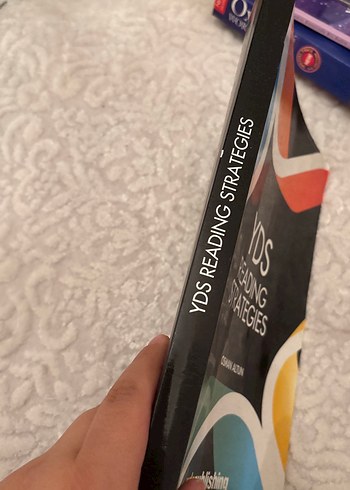 YDS READING STRATEGIES
YDS
READING
STRATEGIES